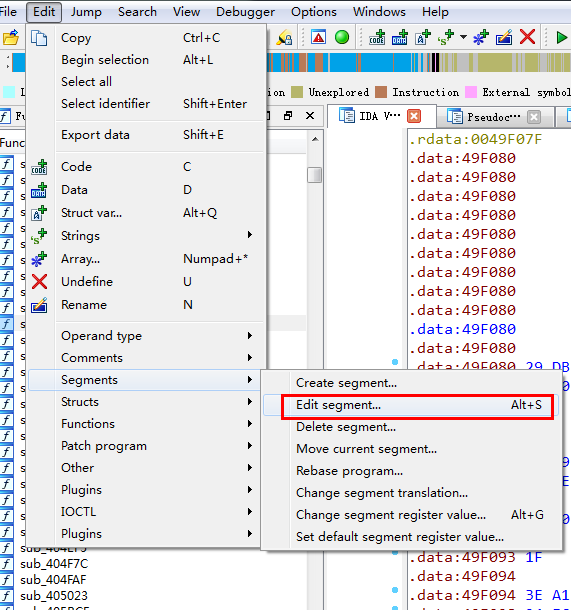 File Edit Jump Search View Debugger Options Windows Help
Unexplored Instruction External symbol
IDA V··· Pseudoc···
Copy Ctrl+C
Begin selection Alt+L
Select all
Select identifier Shift+Enter
Export data Shift+E
Code C
Data D
Struct var... Alt+Q
Strings
Array... Numpad+*
Undefine U
Rename N
Operand type
Comments
Segments
Structs
Functions
Patch program
Other
Plugins
IOCTL
Plugins
Create segment...
Edit segment... Alt+S
Delete segment...
Move current segment...
Rebase program...
Change segment translation...
Change segment register value... Alt+G
Set default segment register value...
sub_404F7C
sub_404FAF
sub_405023
.rdata:0049F07F
.data:49F080
.data:49F080
.data:49F080
.data:49F080
.data:49F080
.data:49F080
.data:49F080
.data:49F080
.data:49F080
.data:49F080
.data:49F080
.data:49F080 29 DB
.data:49F093 1F
.data:49F094
.data:49F094 3E A1